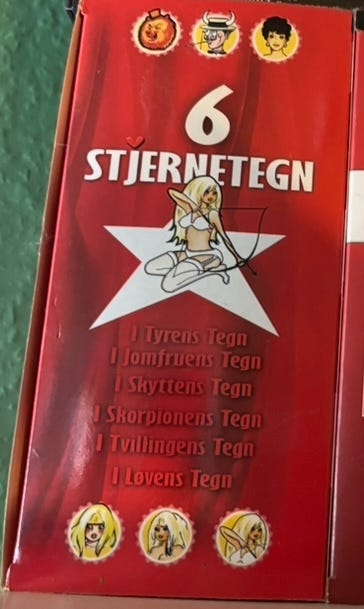 6
STJERNETEGN
I Tyrens Tegn
I Jomfruens Tegn
I Skyttens Tegn
I Skorpionens Tegn
I Tvillingens Tegn
I Løvens Tegn